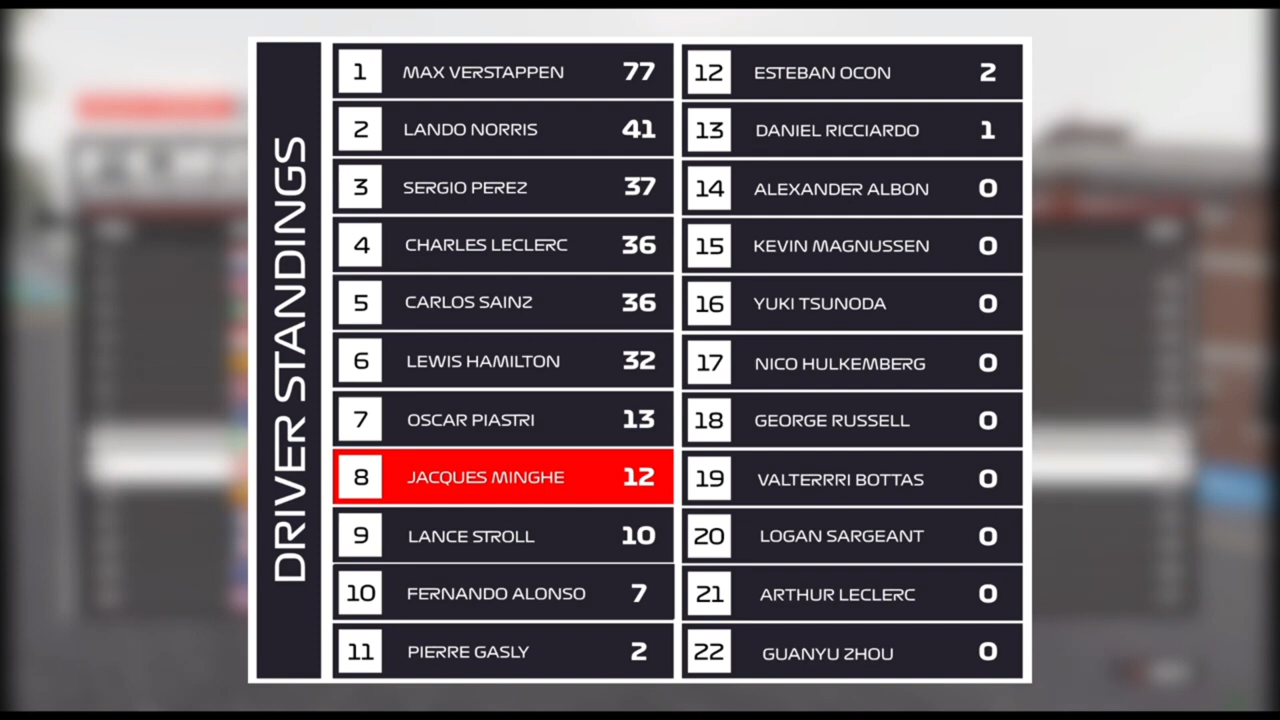 DRIVER STANDINGS
1 MAX VERSTAPPEN 77
2 LANDO NORRIS 41
3 SERGIO PEREZ 37
4 CHARLES LECLERC 36
5 CARLOS SAINZ 36
6 LEWIS HAMILTON 32
7 OSCAR PIASTRI 13
8 JACQUES MINGHE 12
9 LANCE STROLL 10
10 FERNANDO ALONSO 7
11 PIERRE GASLY 2
12 ESTEBAN OCON 2
13 DANIEL RICCIARDO 1
14 ALEXANDER ALBON 0
15 KEVIN MAGNUSSEN 0
16 YUKI TSUNODA 0
17 NICO HULKEMBERG 0
18 GEORGE RUSSELL 0
19 VALTERRRI BOTTAS 0
20 LOGAN SARGEANT 0
21 ARTHUR LECLERC 0
22 GUANYU ZHOU 0